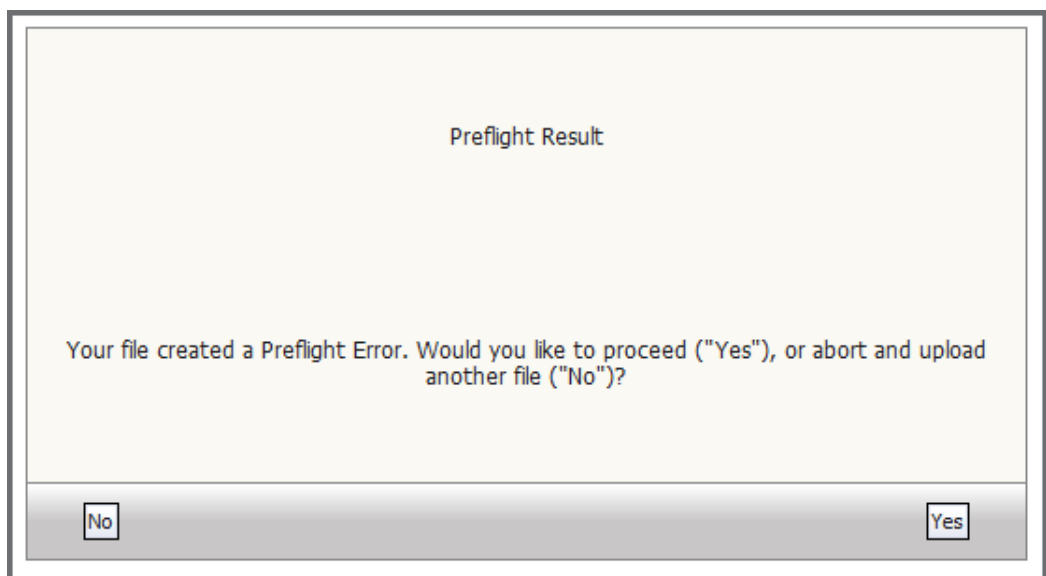 Preflight Result
Your file created a Preflight Error. Would you like to proceed ("Yes"), or abort and upload
another file ("No")?
No
Yes